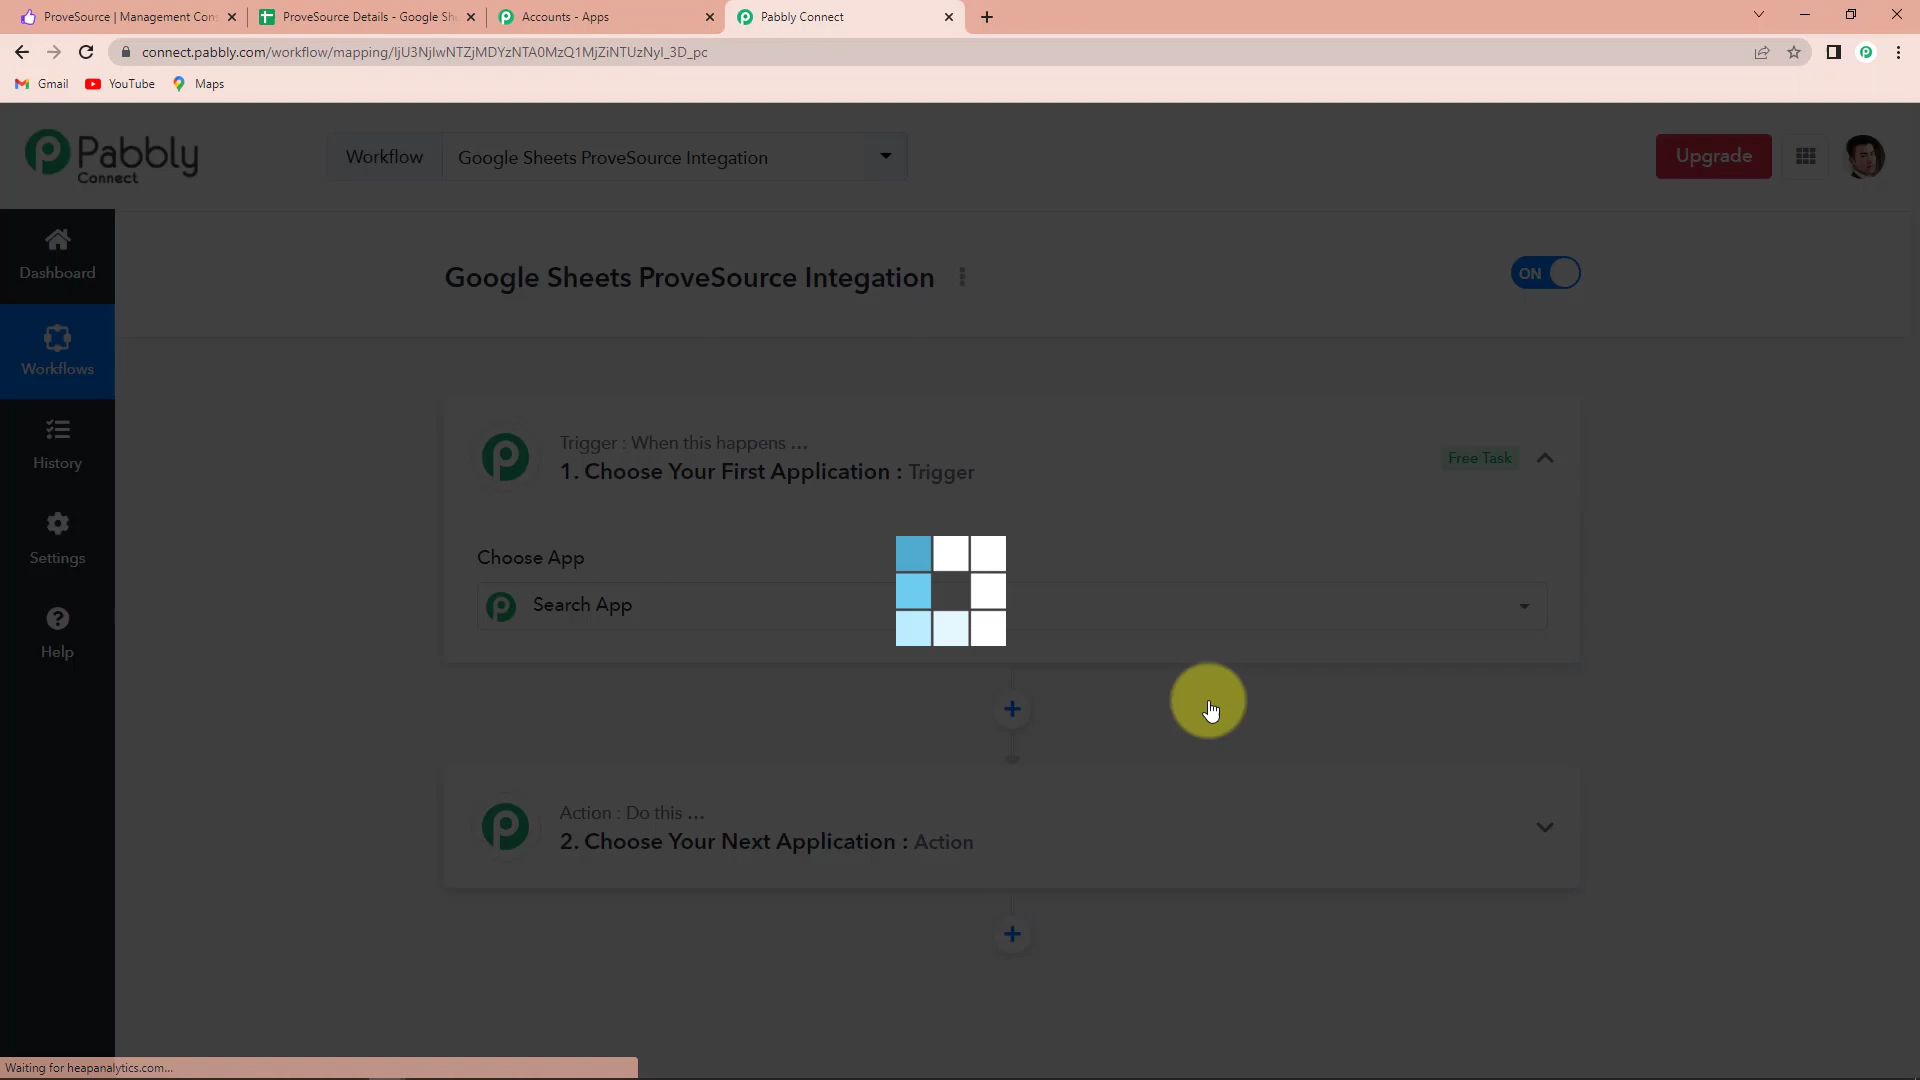 ProveSource | Management Con
ProveSource Details - Google She
Accounts - Apps
Pabbly Connect
connect.pabbly.com/workflow/mapping/IjU3NjIwNTZjMDYzNTA0MzQ1MjZiNTUzNyI_3D_pc
Gmail
YouTube
Maps
Pabbly
Connect
Workflow
Google Sheets ProveSource Integation
Upgrade
Dashboard
Google Sheets ProveSource Integation
ON
Workflows
History
Trigger : When this happens ...
1. Choose Your First Application : Trigger
Free Task
Settings
Choose App
Search App
Help
Action : Do this ...
2. Choose Your Next Application : Action
Waiting for heapanalytics.com...